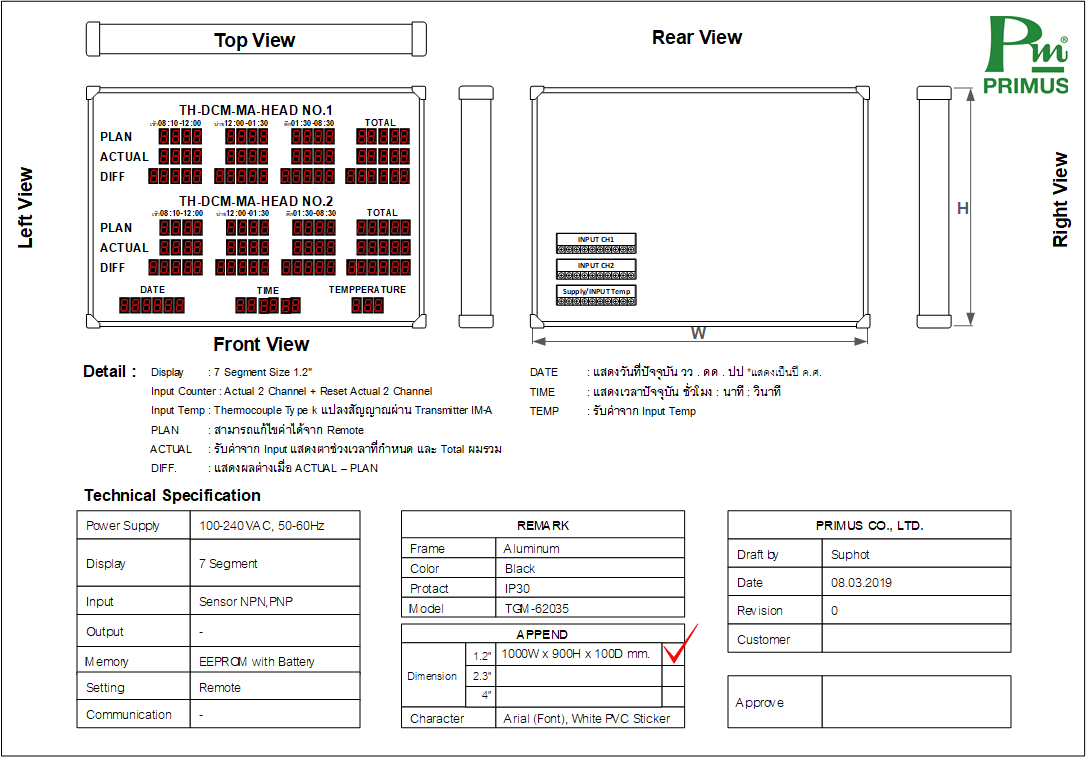 Top View
Rear View
Pm®
PRIMUS
Left View
Right View
TH-DCM-MA-HEAD NO.1
เช้า08:10-12:00 บ่าย12:00-01:30 ดึก01:30-08:30 TOTAL
PLAN
ACTUAL
DIFF
TH-DCM-MA-HEAD NO.2
เช้า08:10-12:00 บ่าย12:00-01:30 ดึก01:30-08:30 TOTAL
PLAN
ACTUAL
DIFF
DATE TIME TEMPPERATURE
INPUT CH1
INPUT CH2
Supply/INPUT Temp
H
W
Front View
Detail : Display : 7 Segment Size 1.2"
Input Counter : Actual 2 Channel + Reset Actual 2 Channel
Input Temp : Thermocouple Type k แปลงสัญญาณผ่าน Transmitter IM-A
PLAN : สามารถแก้ไขค่าได้จาก Remote
ACTUAL : รับค่าจาก Input แสดงตาช่วงเวลาที่กำหนด และ Total ผมรวม
DIFF. : แสดงผลต่างเมื่อ ACTUAL – PLAN
DATE : แสดงวันที่ปัจจุบัน วว . ดด . ปป *แสดงเป็นปี ค.ศ.
TIME : แสดงเวลาปัจจุบัน ชั่วโมง : นาที : วินาที
TEMP : รับค่าจาก Input Temp
Technical Specification
Power Supply 100-240 VAC, 50-60Hz
Display 7 Segment
Input Sensor NPN,PNP
Output -
Memory EEPROM with Battery
Setting Remote
Communication -
REMARK
Frame Aluminum
Color Black
Protact IP30
Model TGM-62035
APPEND
Dimension
1.2" 1000W x 900H x 100D mm.
2.3"
4"
Character Arial (Font), White PVC Sticker
PRIMUS CO., LTD.
Draft by Suphot
Date 08.03.2019
Revision 0
Customer
Approve